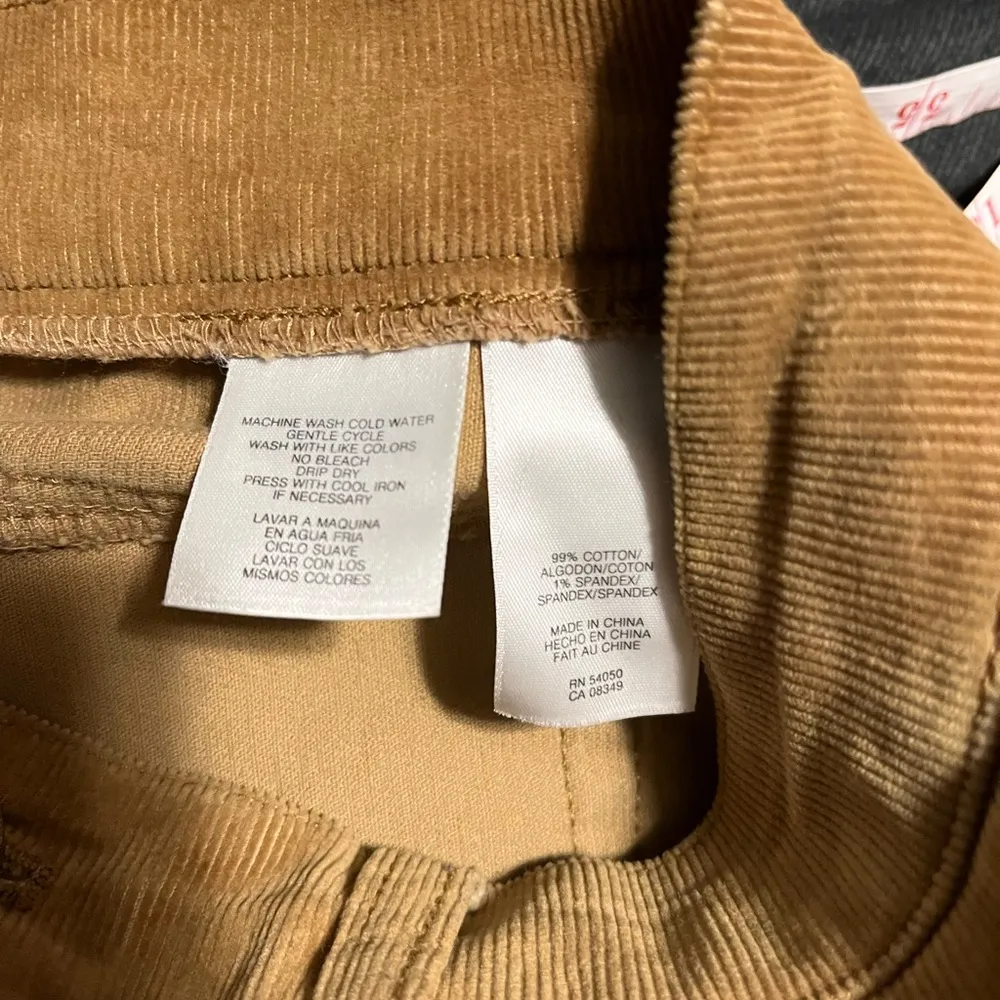 MACHINE WASH COLD WATER
GENTLE CYCLE
WASH WITH LIKE COLORS
NO BLEACH
DRIP DRY
PRESS WITH COOL IRON
IF NECESSARY
LAVAR A MAQUINA
EN AGUA FRIA
CICLO SUAVE
LAVAR CON LOS
MISMOS COLORES
99% COTTON/
ALGODON/COTON
1% SPANDEX/
SPANDEX/SPANDEX
MADE IN CHINA
HECHO EN CHINA
FAIT AU CHINE
RN 54050
CA 08349